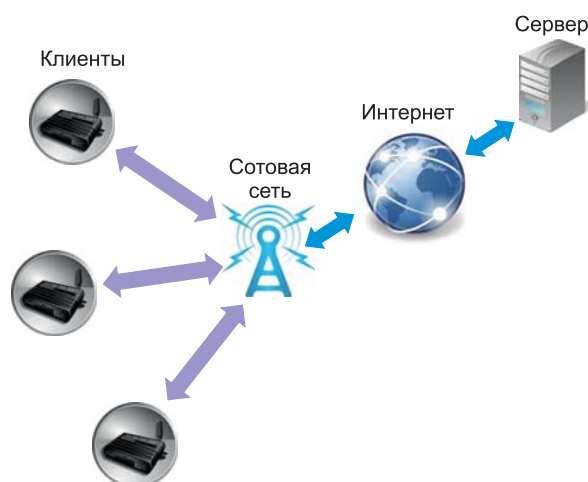 Сервер
Клиенты
Интернет
Сотовая
сеть